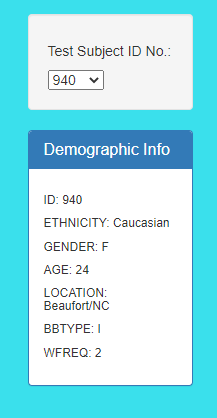 Test Subject ID No.:
940
Demographic Info
ID: 940
ETHNICITY: Caucasian
GENDER: F
AGE: 24
LOCATION:
Beaufort/NC
BBTYPE: I
WFREQ: 2